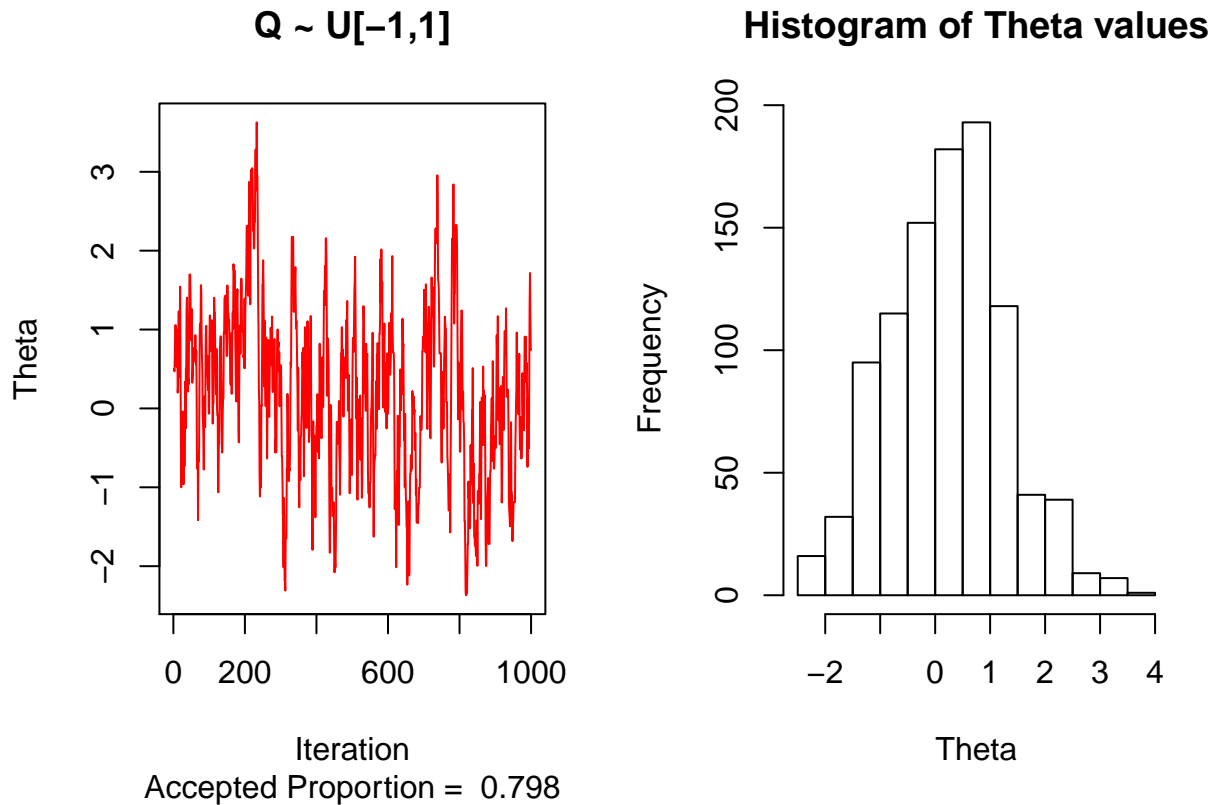 Q ~ U[−1,1]
Theta
3
2
1
0
−1
−2
0 200 600 1000
Iteration
Accepted Proportion = 0.798
Histogram of Theta values
Frequency
200
150
100
50
0
−2 0 1 2 3 4
Theta